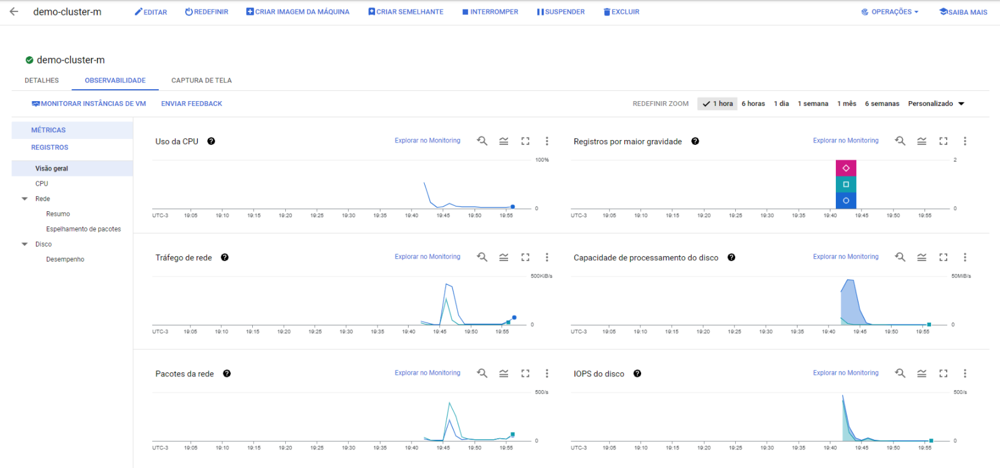 demo-cluster-m EDITAR REDEFINIR CRIAR IMAGEM DA MÁQUINA CRIAR SEMELHANTE INTERROMPER SUSPENDER EXCLUIR OPERAÇÕES SAIBA MAIS
demo-cluster-m
DETALHES OBSERVABILIDADE CAPTURA DE TELA
MONITORAR INSTÂNCIAS DE VM ENVIAR FEEDBACK REDEFINIR ZOOM 1 hora 6 horas 1 dia 1 semana 1 mês 6 semanas Personalizado
MÉTRICAS
REGISTROS
Visão geral
CPU
Rede
Resumo
Espelhamento de pacotes
Disco
Desempenho
Uso da CPU Explorar no Monitoring
100%
0
UTC-3 19:05 19:10 19:15 19:20 19:25 19:30 19:35 19:40 19:45 19:50 19:55 19:30
Registros por maior gravidade Explorar no Monitoring
2
0
UTC-3 19:05 19:10 19:15 19:20 19:25 19:30 19:35 19:40 19:45 19:50 19:55
Tráfego de rede Explorar no Monitoring
500KiB/s
0
UTC-3 19:05 19:10 19:15 19:20 19:25 19:30 19:35 19:40 19:45 19:50 19:55
Capacidade de processamento do disco Explorar no Monitoring
50MiB/s
0
UTC-3 19:05 19:10 19:15 19:20 19:25 19:30 19:35 19:40 19:45 19:50 19:55
Pacotes da rede Explorar no Monitoring
500/s
0
UTC-3 19:05 19:10 19:15 19:20 19:25 19:30 19:35 19:40 19:45 19:50 19:55
IOPS do disco Explorar no Monitoring
500/s
0
UTC-3 19:05 19:10 19:15 19:20 19:25 19:30 19:35 19:40 19:45 19:50 19:55